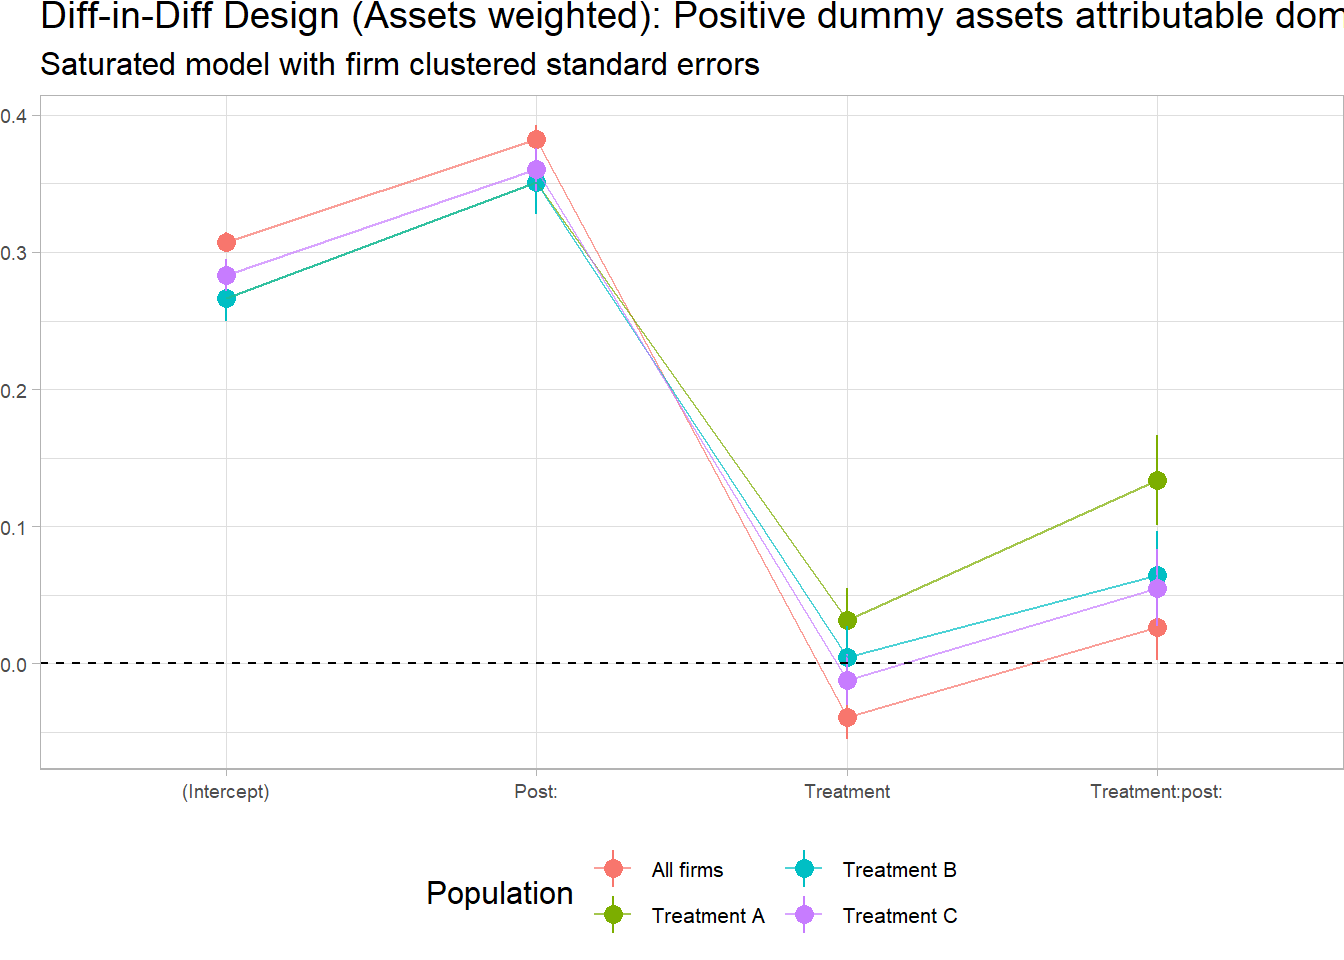 Diff-in-Diff Design (Assets weighted): Positive dummy assets attributable dom
Saturated model with firm clustered standard errors
0.4
0.3
0.2
0.1
0.0
(Intercept) Post: Treatment Treatment:post:
Population
All firms Treatment B
Treatment A Treatment C